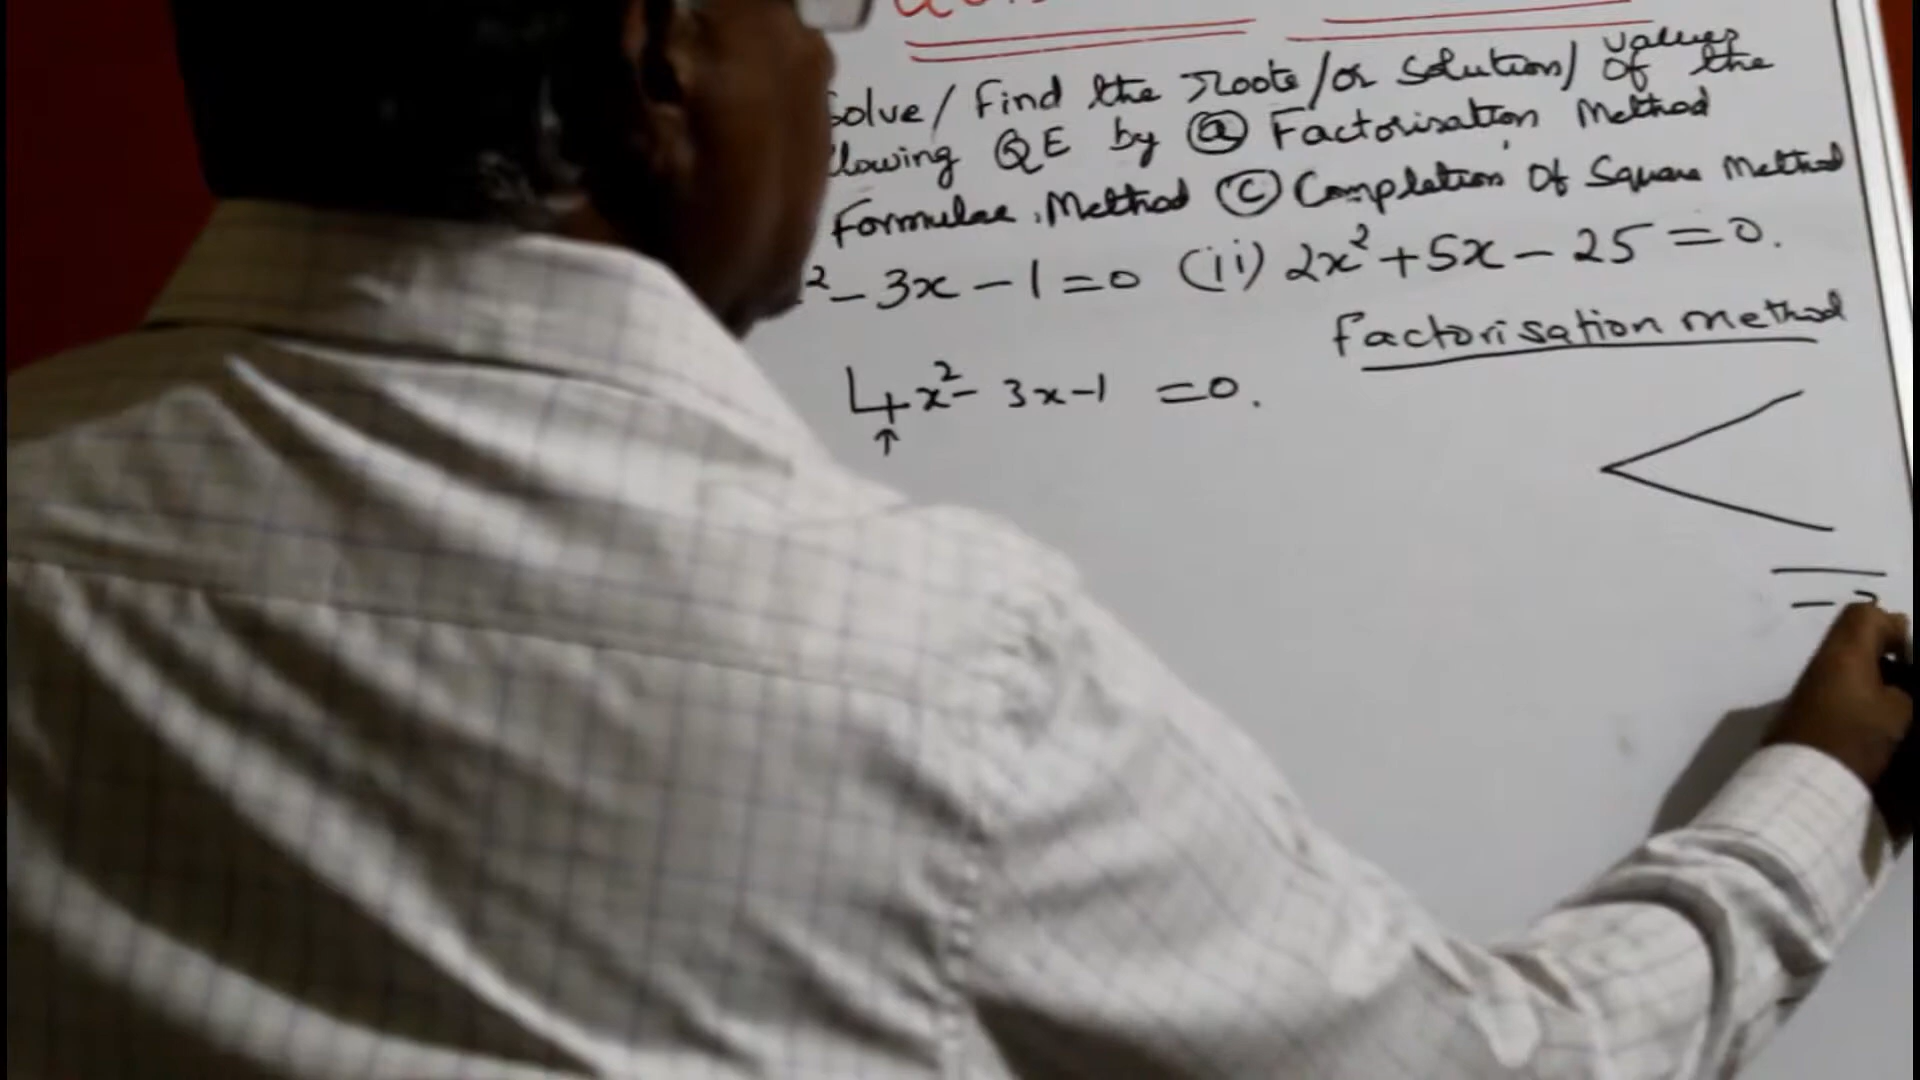 Solve / Find the Roots / or Solution / values of the
llowing QE by (a) Factorisation Method
Formulae Method (c) Completion Of Square Method
² - 3x - 1 = 0 (ii) 2x² + 5x - 25 = 0.
Factorisation method
4x² - 3x - 1 = 0.